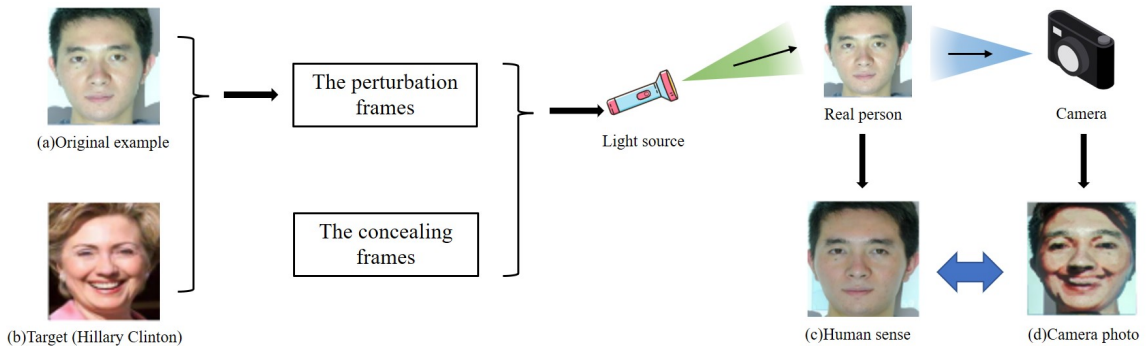 (a)Original example
(b)Target (Hillary Clinton)
The perturbation
frames
The concealing
frames
Light source
Real person
Camera
(c)Human sense
(d)Camera photo